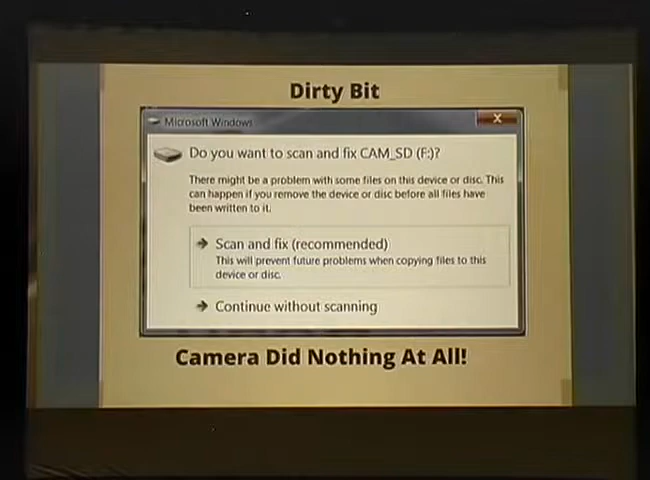 Dirty Bit
Microsoft Windows
X
Do you want to scan and fix CAM_SD (F:)?
There might be a problem with some files on this device or disc. This
can happen if you remove the device or disc before all files have
been written to it.
Scan and fix (recommended)
This will prevent future problems when copying files to this
device or disc.
Continue without scanning
Camera Did Nothing At All!